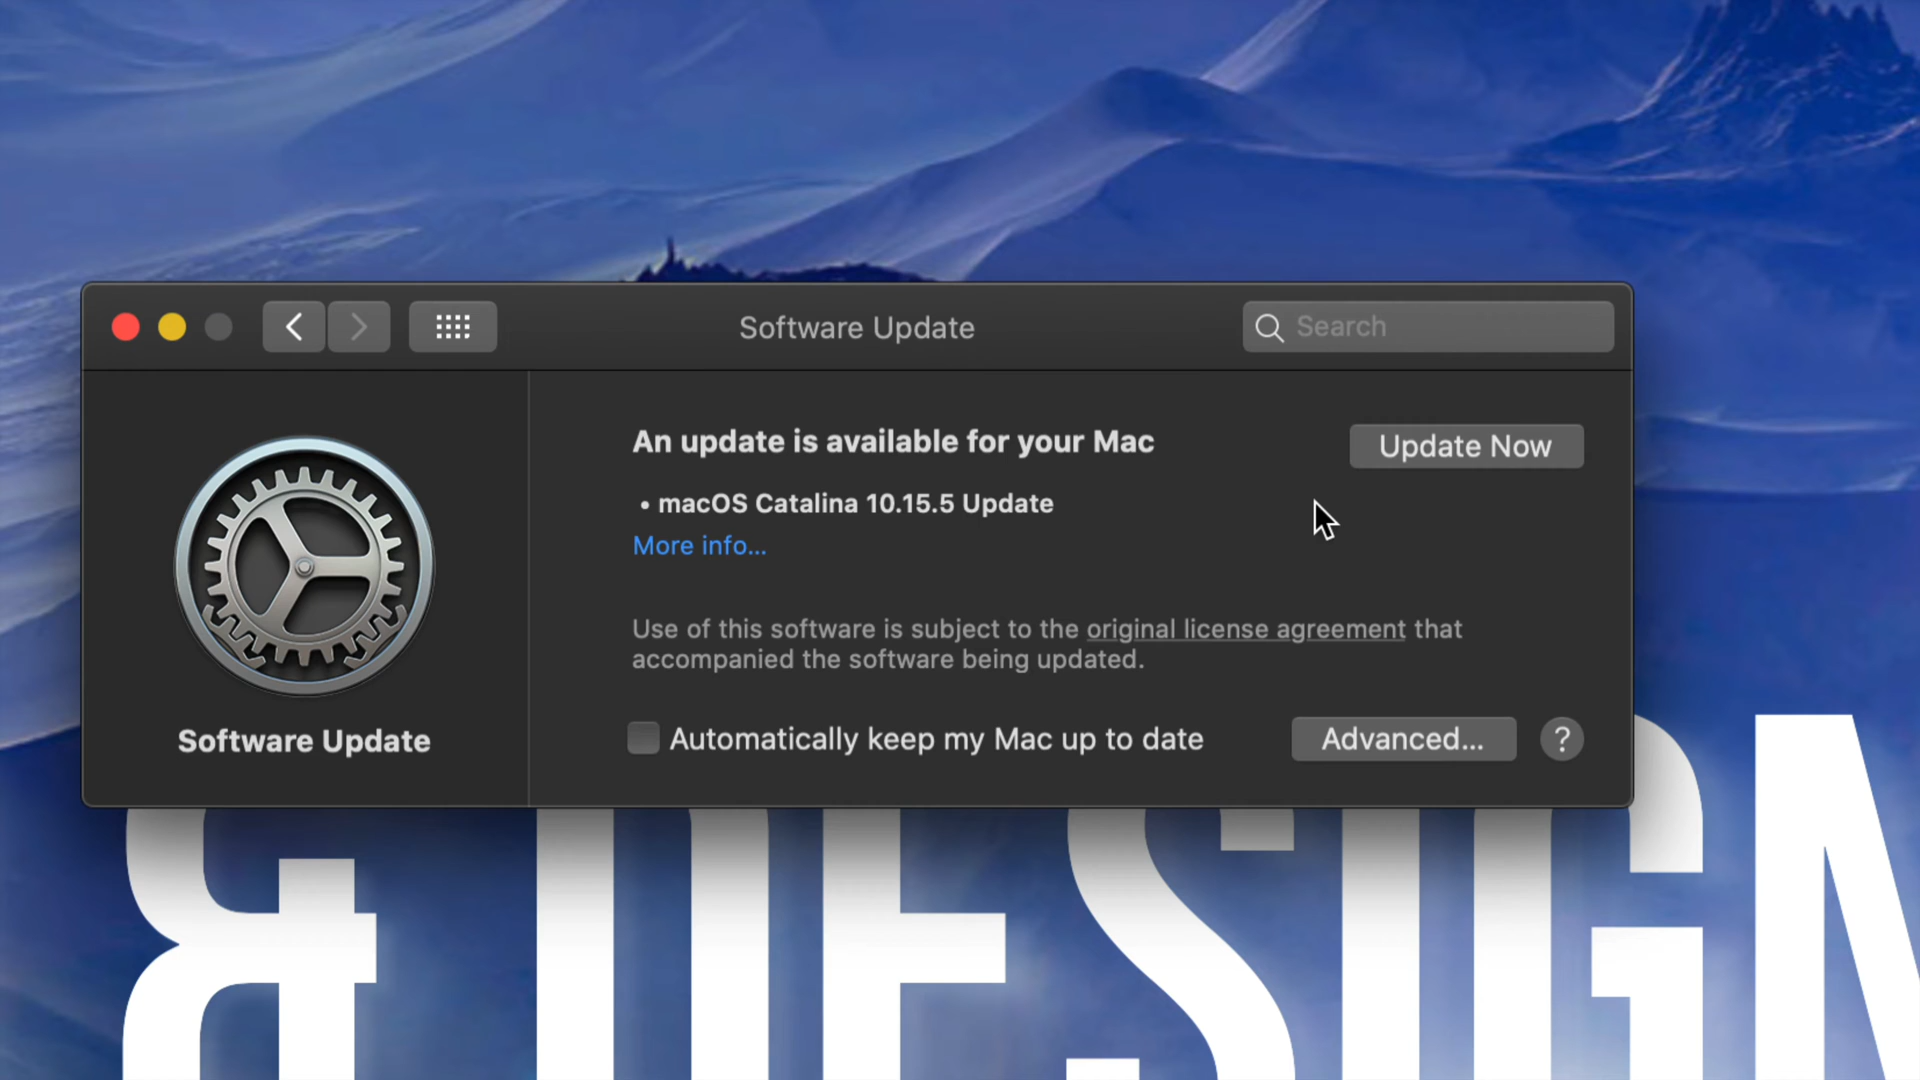 Software Update
Search
An update is available for your Mac
Update Now
• macOS Catalina 10.15.5 Update
More info...
Use of this software is subject to the original license agreement that
accompanied the software being updated.
Software Update
Automatically keep my Mac up to date
Advanced...
?
& DESIGN